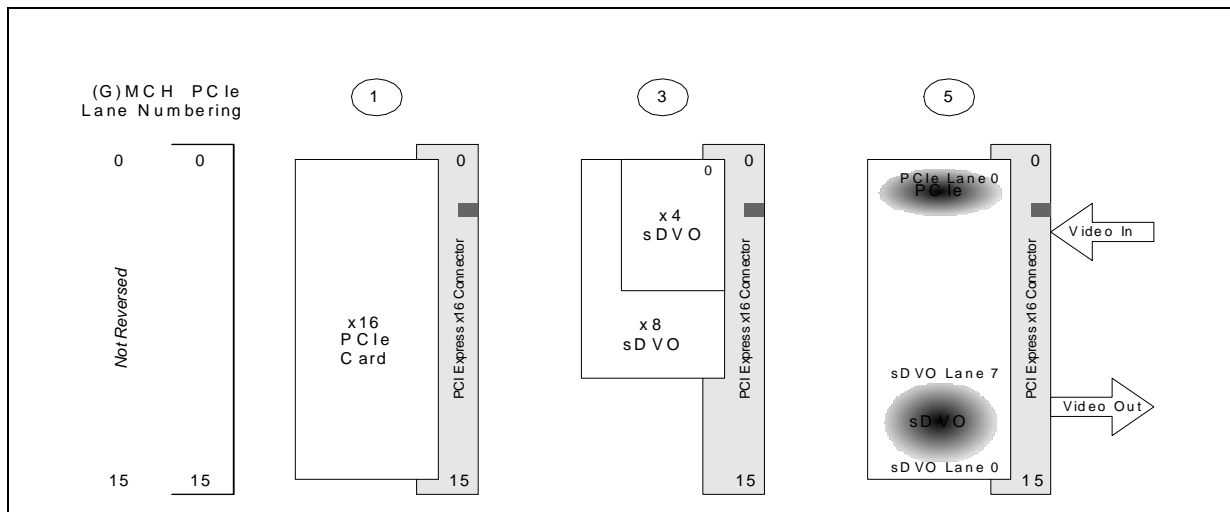 (G)MCH PCIe
Lane Numbering
0
0
Not Reversed
15
15
1
0
x16
PCIe
Card
PCI Express x16 Connector
15
3
0
0
x4
sDVO
x8
sDVO
PCI Express x16 Connector
15
5
0
PCIe Lane 0
PCIe
Video In
PCI Express x16 Connector
sDVO Lane 7
sDVO
Video Out
sDVO Lane 0
15